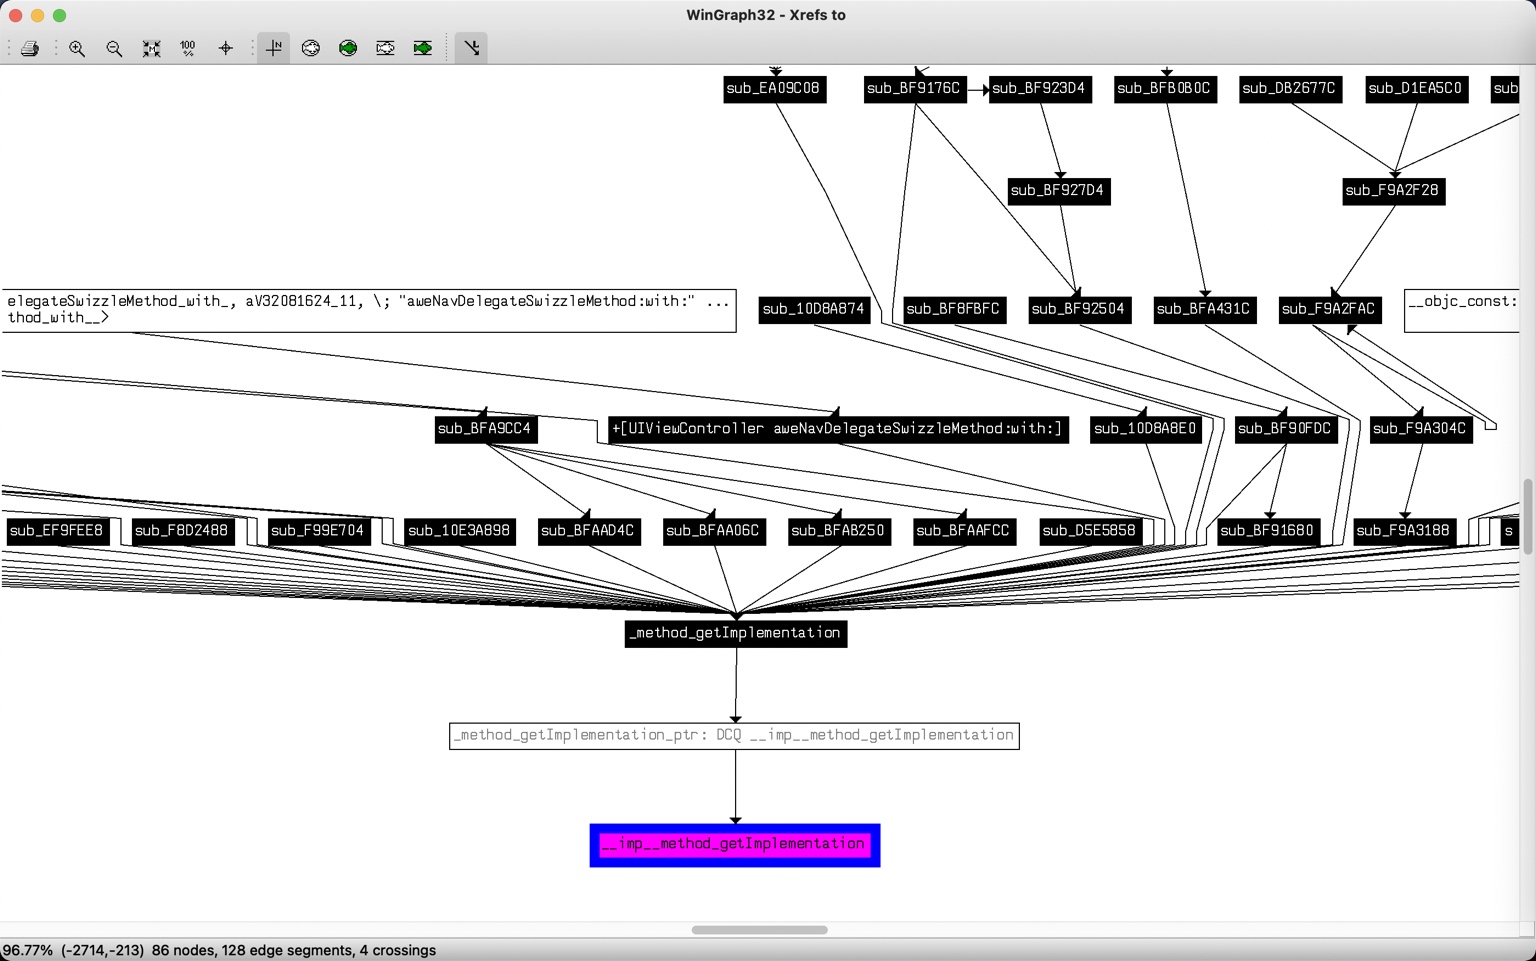 WinGraph32 - Xrefs to
100
%
N
sub_EA09C08
sub_BF9176C
sub_BF923D4
sub_BFB0B0C
sub_DB2677C
sub_D1EA5C0
sub
sub_BF927D4
sub_F9A2F28
elegateSwizzleMethod_with_, aV32081624_11, \; "aweNavDelegateSwizzleMethod:with:" ...
thod_with__>
sub_10D8A874
sub_BF8FBFC
sub_BF92504
sub_BFA431C
sub_F9A2FAC
__objc_const:
sub_BFA9CC4
+[UIViewController aweNavDelegateSwizzleMethod:with:]
sub_10D8A8E0
sub_BF90FDC
sub_F9A304C
sub_EF9FEE8
sub_F8D2488
sub_F99E704
sub_10E3A898
sub_BFAAD4C
sub_BFAA06C
sub_BFAB250
sub_BFAAFCC
sub_D5E5858
sub_BF91680
sub_F9A3188
s
_method_getImplementation
_method_getImplementation_ptr: DCQ __imp__method_getImplementation
__imp__method_getImplementation
96.77% (-2714,-213) 86 nodes, 128 edge segments, 4 crossings